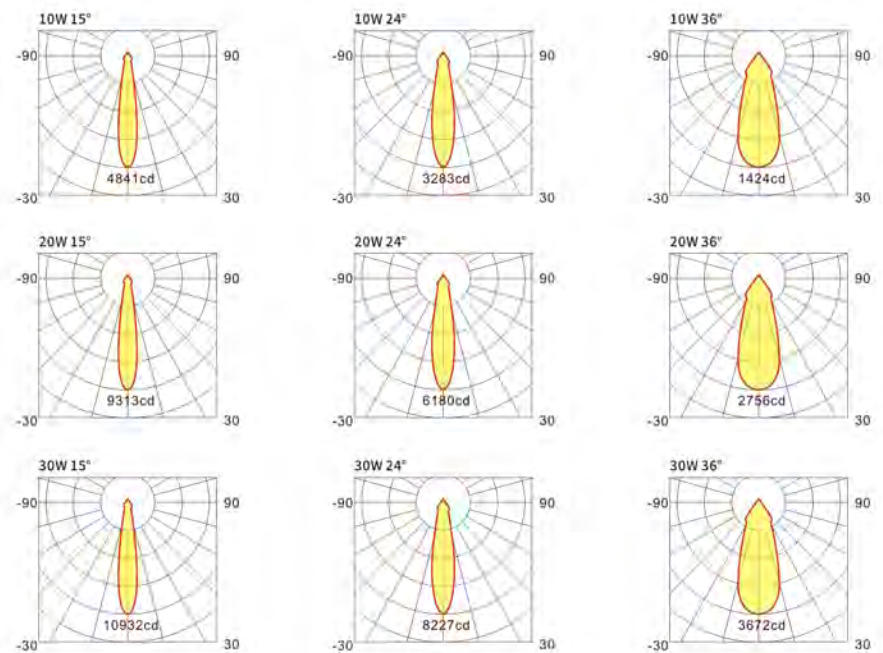 10W 15° 10W 24° 10W 36°
-90 90 -90 90 -90 90
4841cd 3283cd 1424cd
-30 30 -30 30 -30 30
20W 15° 20W 24° 20W 36°
-90 90 -90 90 -90 90
9313cd 6180cd 2756cd
-30 30 -30 30 -30 30
30W 15° 30W 24° 30W 36°
-90 90 -90 90 -90 90
10932cd 8227cd 3672cd
-30 30 -30 30 -30 30